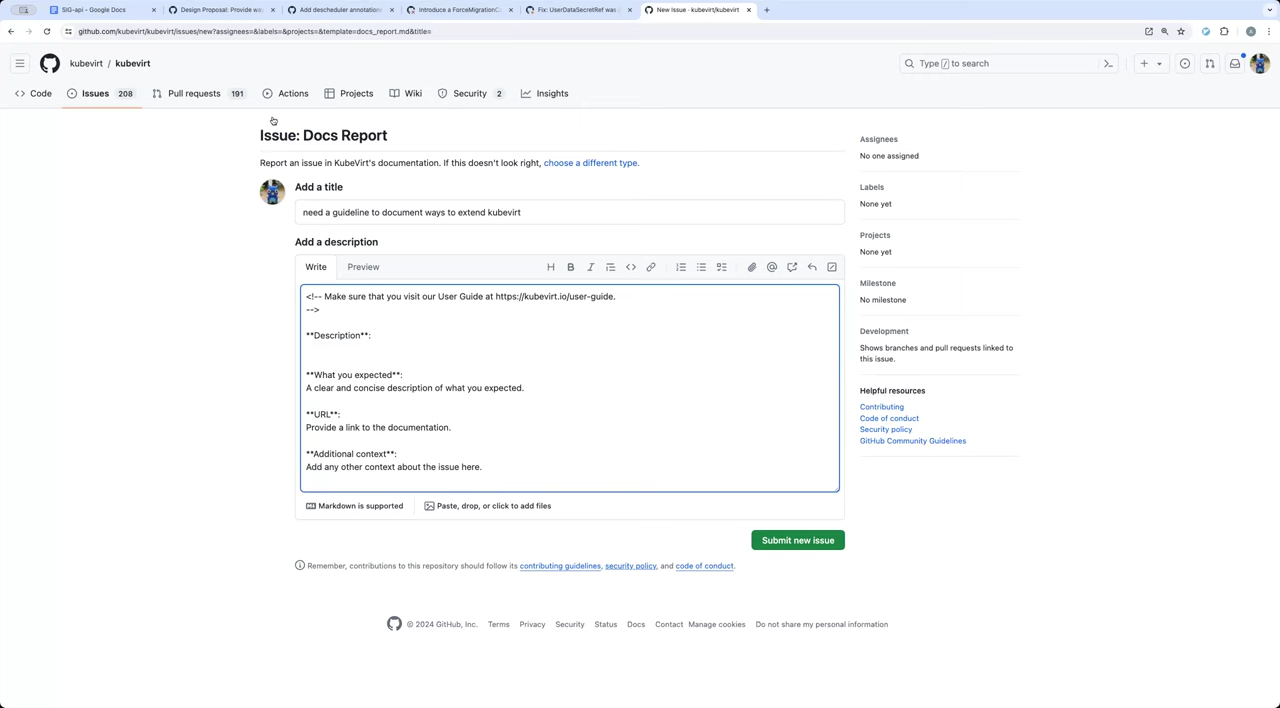 SIG-api - Google Docs
Design Proposal: Provide way
Add descheduler annotations
Introduce a ForceMigrationCa
Fix: UserDataSecretRef was i
New Issue · kubevirt/kubevirt
github.com/kubevirt/kubevirt/issues/new?assignees=&labels=&projects=&template=docs_report.md&title=
kubevirt / kubevirt
Type / to search
Code
Issues 208
Pull requests 191
Actions
Projects
Wiki
Security 2
Insights
Issue: Docs Report
Report an issue in KubeVirt's documentation. If this doesn't look right, choose a different type.
Add a title
need a guideline to document ways to extend kubevirt
Add a description
Write
Preview
<!-- Make sure that you visit our User Guide at https://kubevirt.io/user-guide.
-->
**Description**:
**What you expected**:
A clear and concise description of what you expected.
**URL**:
Provide a link to the documentation.
**Additional context**:
Add any other context about the issue here.
Markdown is supported
Paste, drop, or click to add files
Submit new issue
Remember, contributions to this repository should follow its contributing guidelines, security policy, and code of conduct.
Assignees
No one assigned
Labels
None yet
Projects
None yet
Milestone
No milestone
Development
Shows branches and pull requests linked to
this issue.
Helpful resources
Contributing
Code of conduct
Security policy
GitHub Community Guidelines
© 2024 GitHub, Inc.
Terms
Privacy
Security
Status
Docs
Contact
Manage cookies
Do not share my personal information